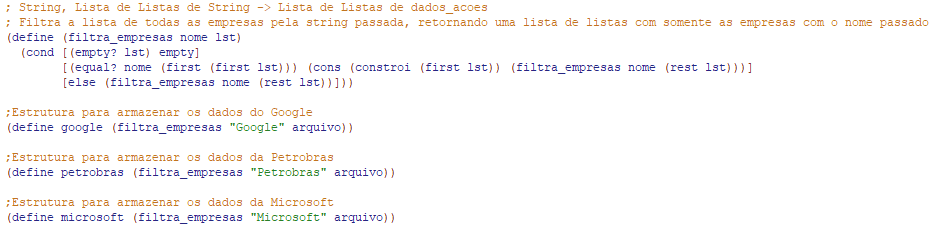 ; String, Lista de Listas de String -> Lista de Listas de dados_acoes
; Filtra a lista de todas as empresas pela string passada, retornando uma lista de listas com somente as empresas com o nome passado
(define (filtra_empresas nome lst)
  (cond [(empty? lst) empty]
        [(equal? nome (first (first lst))) (cons (constroi (first lst)) (filtra_empresas nome (rest lst)))]
        [else (filtra_empresas nome (rest lst))]))

;Estrutura para armazenar os dados do Google
(define google (filtra_empresas "Google" arquivo))

;Estrutura para armazenar os dados da Petrobras
(define petrobras (filtra_empresas "Petrobras" arquivo))

;Estrutura para armazenar os dados da Microsoft
(define microsoft (filtra_empresas "Microsoft" arquivo))